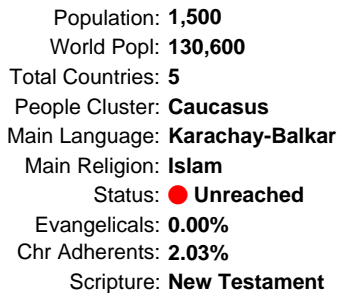 Population: 1,500
World Popl: 130,600
Total Countries: 5
People Cluster: Caucasus
Main Language: Karachay-Balkar
Main Religion: Islam
Status: Unreached
Evangelicals: 0.00%
Chr Adherents: 2.03%
Scripture: New Testament